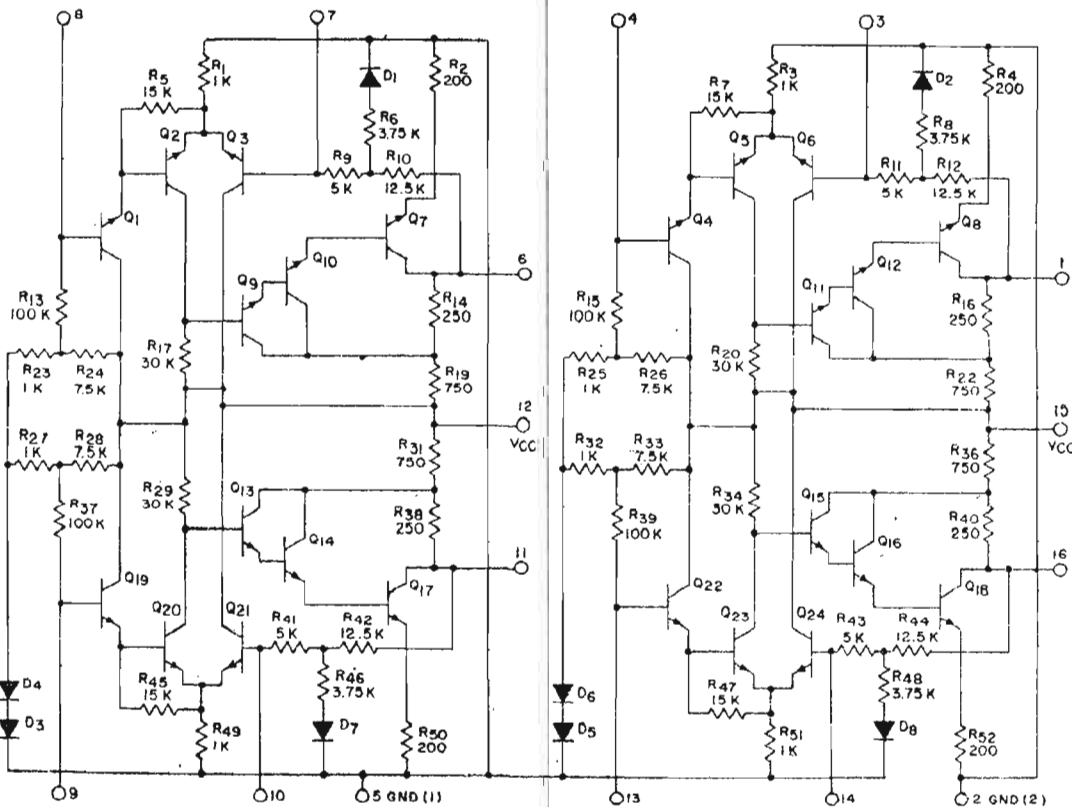 8
7
R1
1K
R5
15K
Q2
Q3
D1
R6
3.75K
R2
200
R9
5K
R10
12.5K
Q1
Q7
Q10
Q9
6
R13
100K
R14
250
R17
30K
R23
1K
R24
7.5K
R19
750
12
VCC
R27
1K
R28
7.5K
R31
750
R29
30K
R37
100K
Q13
Q14
R38
250
11
Q19
Q20
Q21
Q17
R41
5K
R42
12.5K
R46
3.75K
D4
D3
R45
15K
R49
1K
D7
R50
200
9
10
5 GND (1)
4
3
R3
1K
R7
15K
Q5
Q6
D2
R8
3.75K
R4
200
R11
5K
R12
12.5K
Q4
Q8
Q12
Q11
1
R15
100K
R16
250
R20
30K
R25
1K
R26
7.5K
R22
750
15
VCC
R32
1K
R33
7.5K
R36
750
R34
30K
R39
100K
Q15
Q16
R40
250
16
Q22
Q23
Q24
Q18
R43
5K
R44
12.5K
R48
3.75K
D6
D5
R47
15K
R51
1K
D8
R52
200
13
14
2 GND (2)